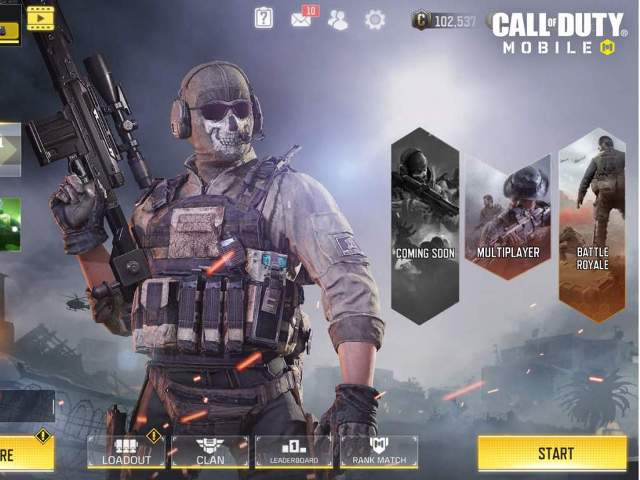 10
102,537
CALL OF DUTY
MOBILE
COMING SOON
MULTIPLAYER
BATTLE
ROYALE
RE
LOADOUT
CLAN
LEADERBOARD
RANK MATCH
START